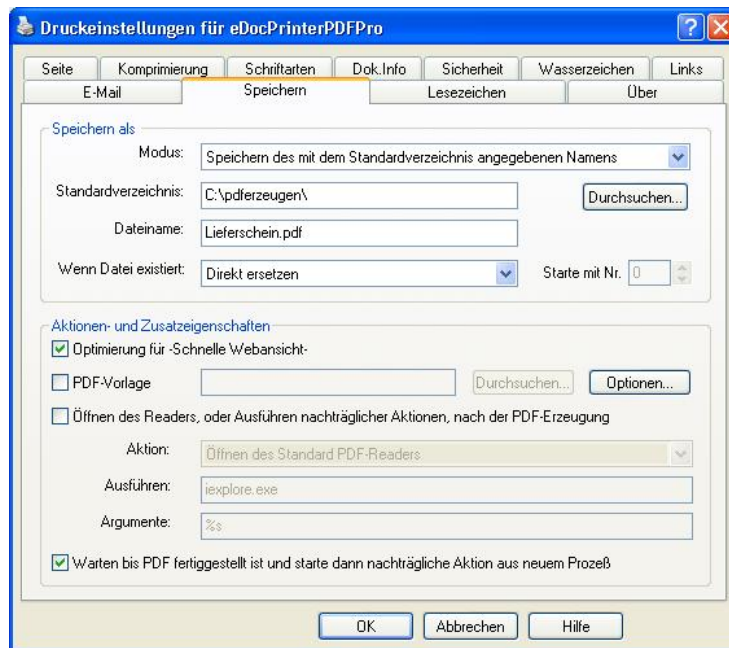 Druckeinstellungen für eDocPrinterPDFPro
Seite Komprimierung Schriftarten Dok.Info Sicherheit Wasserzeichen Links
E-Mail Speichern Lesezeichen Über
Speichern als
Modus: Speichern des mit dem Standardverzeichnis angegebenen Namens
Standardverzeichnis: C:\pdferzeugen\ Durchsuchen...
Dateiname: Lieferschein.pdf
Wenn Datei existiert: Direkt ersetzen Starte mit Nr. 0
Aktionen- und Zusatzeigenschaften
Optimierung für -Schnelle Webansicht-
PDF-Vorlage Durchsuchen... Optionen...
Öffnen des Readers, oder Ausführen nachträglicher Aktionen, nach der PDF-Erzeugung
Aktion: Öffnen des Standard PDF-Readers
Ausführen: iexplore.exe
Argumente: %s
Warten bis PDF fertiggestellt ist und starte dann nachträgliche Aktion aus neuem Prozeß
OK Abbrechen Hilfe